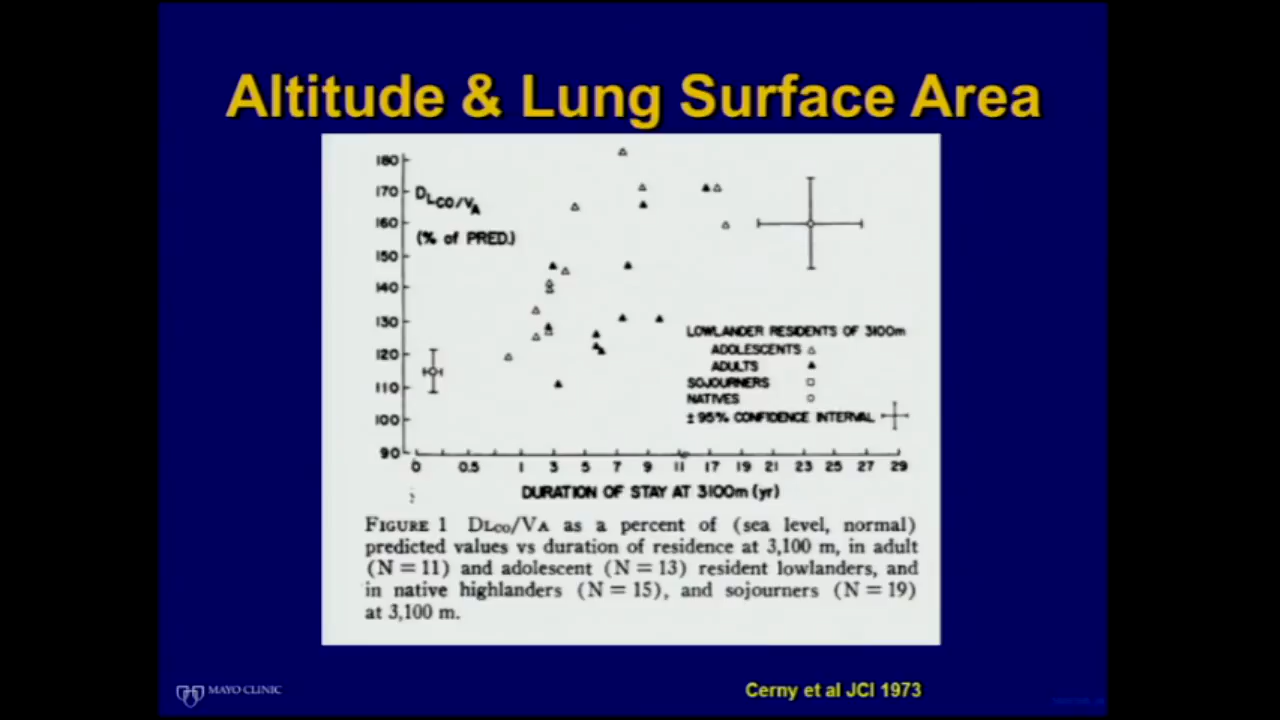 Altitude & Lung Surface Area
180
170
160
150
140
130
120
110
100
90
DLCO/VA
(% of PRED.)
LOWLANDER RESIDENTS OF 3100m
ADOLESCENTS △
ADULTS ▲
SOJOURNERS □
NATIVES ○
± 95% CONFIDENCE INTERVAL
0 0.5 1 3 5 7 9 11 17 19 21 23 25 27 29
DURATION OF STAY AT 3100m (yr)
FIGURE 1 DLCO/VA as a percent of (sea level, normal)
predicted values vs duration of residence at 3,100 m, in adult
(N = 11) and adolescent (N = 13) resident lowlanders, and
in native highlanders (N = 15), and sojourners (N = 19)
at 3,100 m.
MAYO CLINIC
Cerny et al JCI 1973